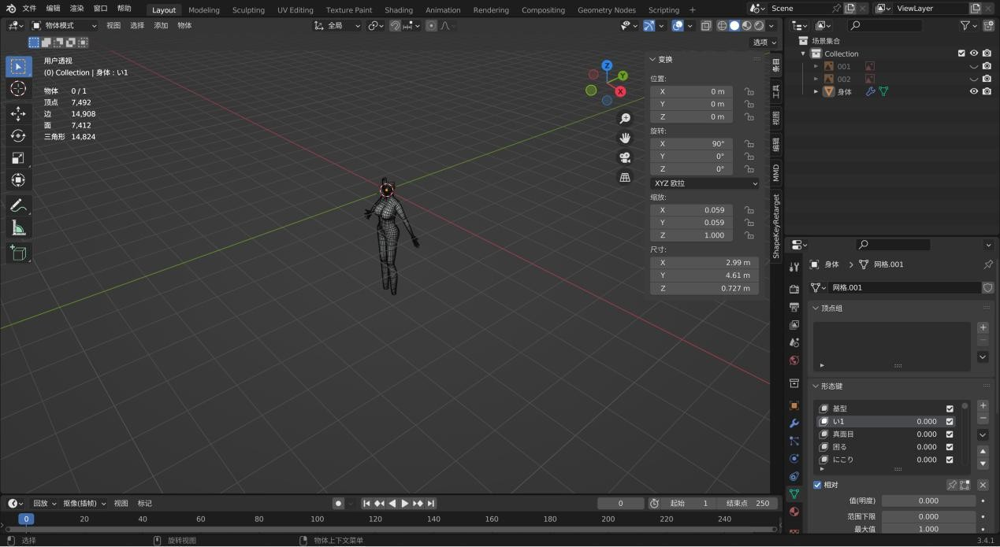 文件 编辑 渲染 窗口 帮助 Layout Modeling Sculpting UV Editing Texture Paint Shading Animation Rendering Compositing Geometry Nodes Scripting + Scene ViewLayer
物体模式 视图 选择 添加 物体 全局
选项
用户透视
(0) Collection | 身体 : い1
物体 0 / 1
顶点 7,492
边 14,908
面 7,412
三角形 14,824
Z
Y
X
变换
位置:
X 0 m
Y 0 m
Z 0 m
旋转:
X 90°
Y 0°
Z 0°
XYZ 欧拉
缩放:
X 0.059
Y 0.059
Z 1.000
尺寸:
X 2.99 m
Y 4.61 m
Z 0.727 m
条目
工具
视图
编辑
MMD
ShapeKeyRetarget
场景集合
Collection
001
002
身体
身体 网格.001
网格.001
顶点组
形态键
基型
い1 0.000
真面目 0.000
困る 0.000
にこり 0.000
相对
值(明度) 0.000
范围下限 0.000
最大值 1.000
回放 抠像(插帧) 视图 标记 0 起始 1 结束点 250
0 20 40 60 80 100 120 140 160 180 200 220 240
选择 旋转视图 物体上下文菜单 3.4.1